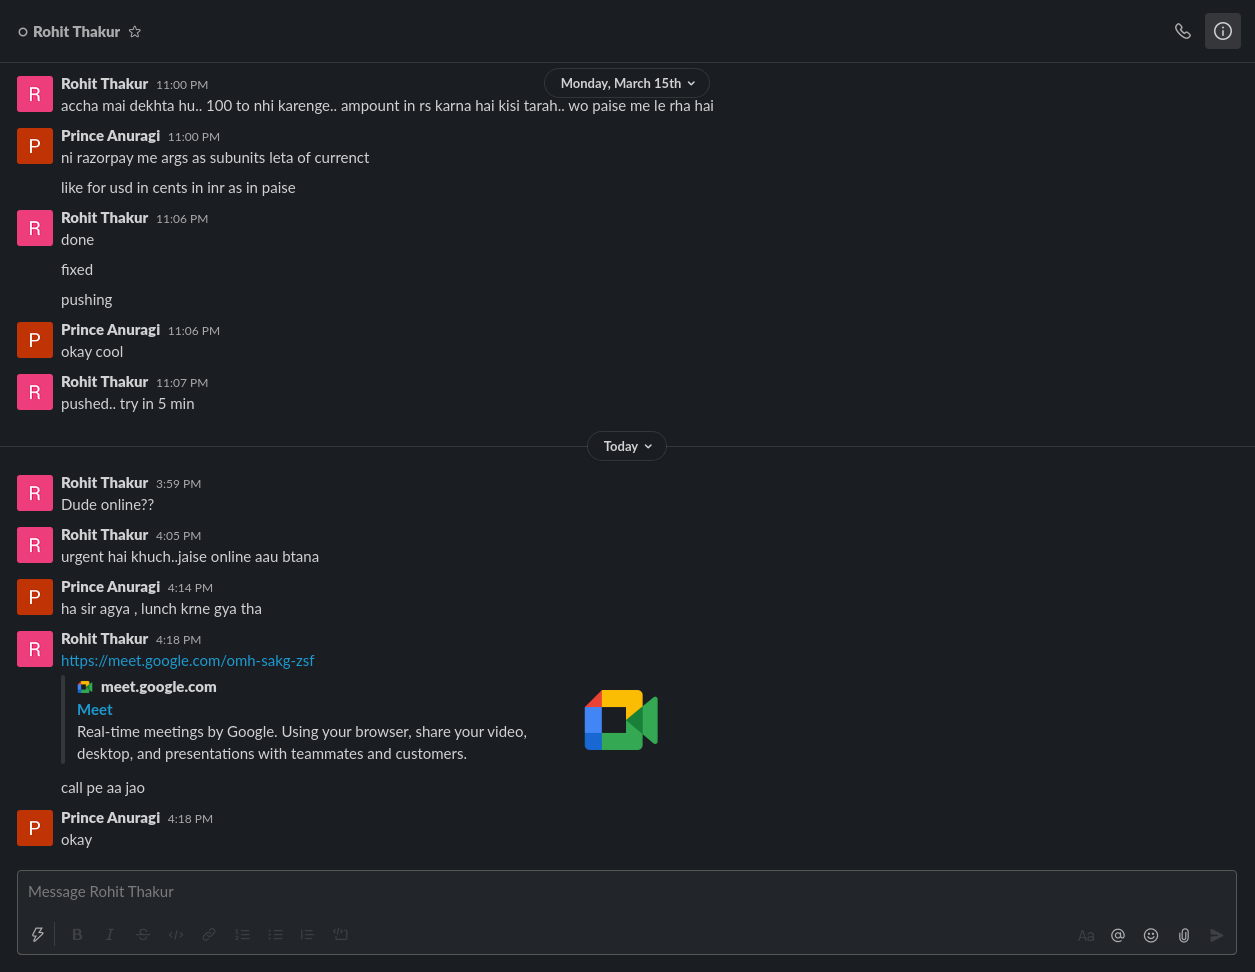 Rohit Thakur
Monday, March 15th
Rohit Thakur 11:00 PM
accha mai dekhta hu.. 100 to nhi karenge.. ampount in rs karna hai kisi tarah.. wo paise me le rha hai
P Prince Anuragi 11:00 PM
ni razorpay me args as subunits leta of currenct
like for usd in cents in inr as in paise
R Rohit Thakur 11:06 PM
done
fixed
pushing
P Prince Anuragi 11:06 PM
okay cool
R Rohit Thakur 11:07 PM
pushed.. try in 5 min
Today
R Rohit Thakur 3:59 PM
Dude online??
R Rohit Thakur 4:05 PM
urgent hai khuch..jaise online aau btana
P Prince Anuragi 4:14 PM
ha sir agya , lunch krne gya tha
R Rohit Thakur 4:18 PM
https://meet.google.com/omh-sakg-zsf
meet.google.com
Meet
Real-time meetings by Google. Using your browser, share your video,
desktop, and presentations with teammates and customers.
call pe aa jao
P Prince Anuragi 4:18 PM
okay
Message Rohit Thakur
B I S </> Aa @